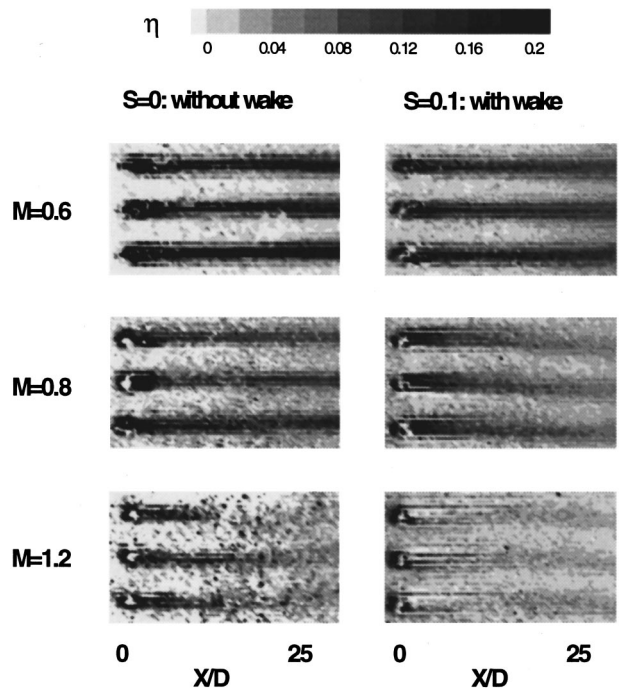 η
0 0.04 0.08 0.12 0.16 0.2
S=0: without wake S=0.1: with wake
M=0.6
M=0.8
M=1.2
0 25 0 25
X/D X/D